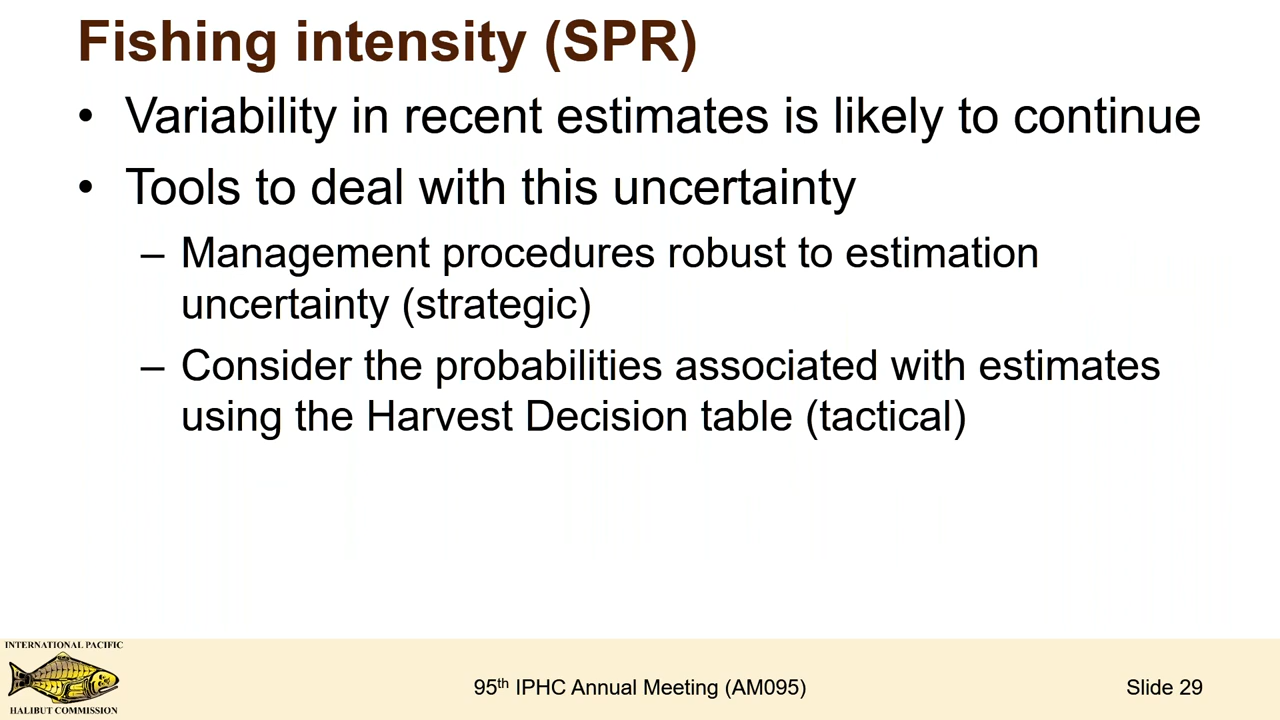 Fishing intensity (SPR)
• Variability in recent estimates is likely to continue
• Tools to deal with this uncertainty
– Management procedures robust to estimation
uncertainty (strategic)
– Consider the probabilities associated with estimates
using the Harvest Decision table (tactical)
INTERNATIONAL PACIFIC
HALIBUT COMMISSION
95th IPHC Annual Meeting (AM095)
Slide 29